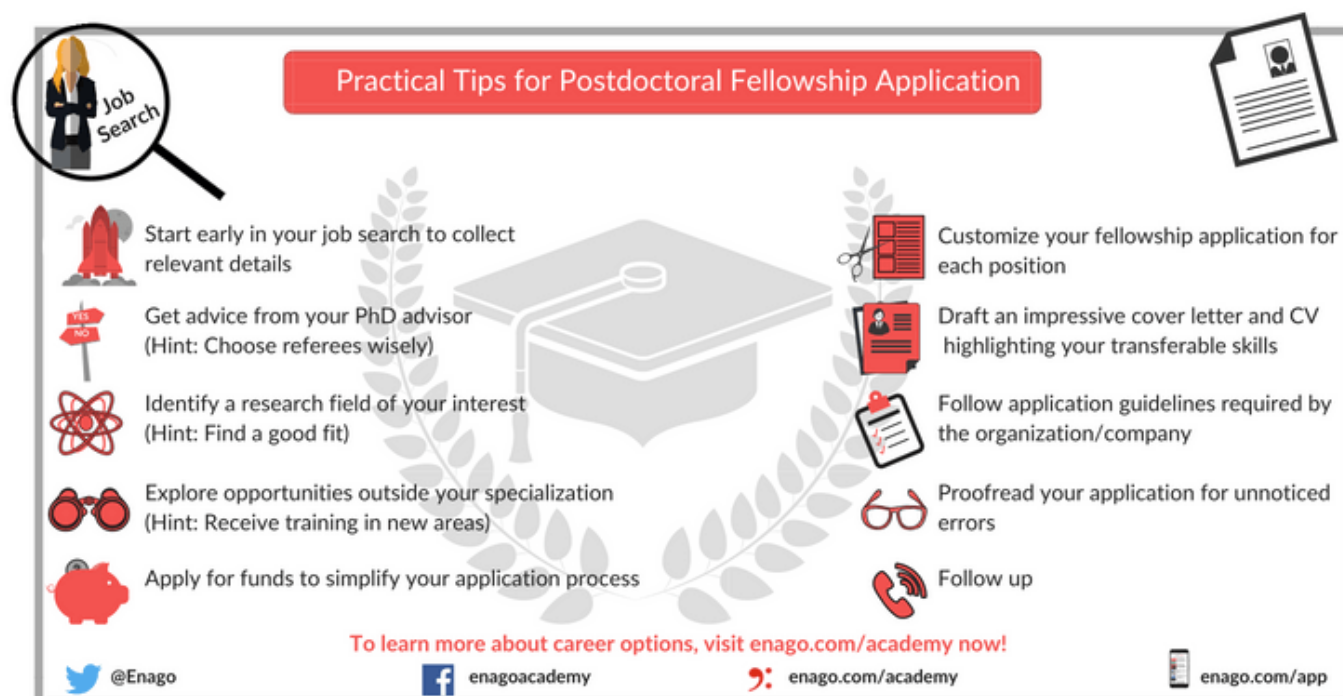 Job
Search
Practical Tips for Postdoctoral Fellowship Application
Start early in your job search to collect
relevant details
YES
NO
Get advice from your PhD advisor
(Hint: Choose referees wisely)
Identify a research field of your interest
(Hint: Find a good fit)
Explore opportunities outside your specialization
(Hint: Receive training in new areas)
Apply for funds to simplify your application process
Customize your fellowship application for
each position
Draft an impressive cover letter and CV
highlighting your transferable skills
Follow application guidelines required by
the organization/company
Proofread your application for unnoticed
errors
Follow up
To learn more about career options, visit enago.com/academy now!
@Enago
enagoacademy
enago.com/academy
enago.com/app